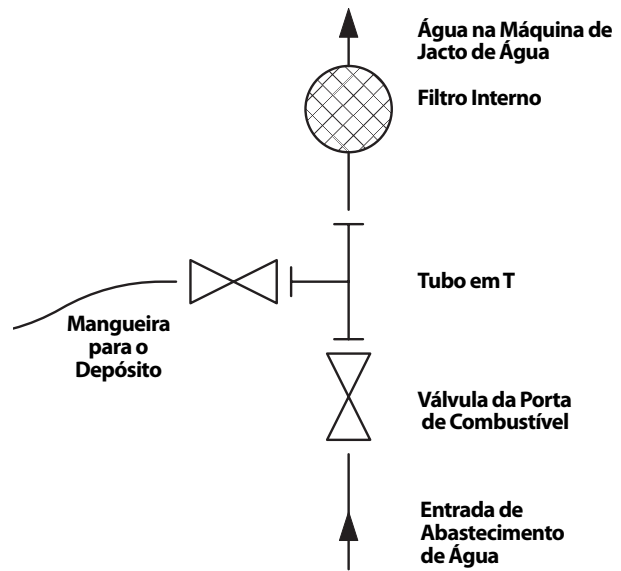 Água na Máquina de
Jacto de Água
Filtro Interno
Tubo em T
Mangueira
para o
Depósito
Válvula da Porta
de Combustível
Entrada de
Abastecimento
de Água